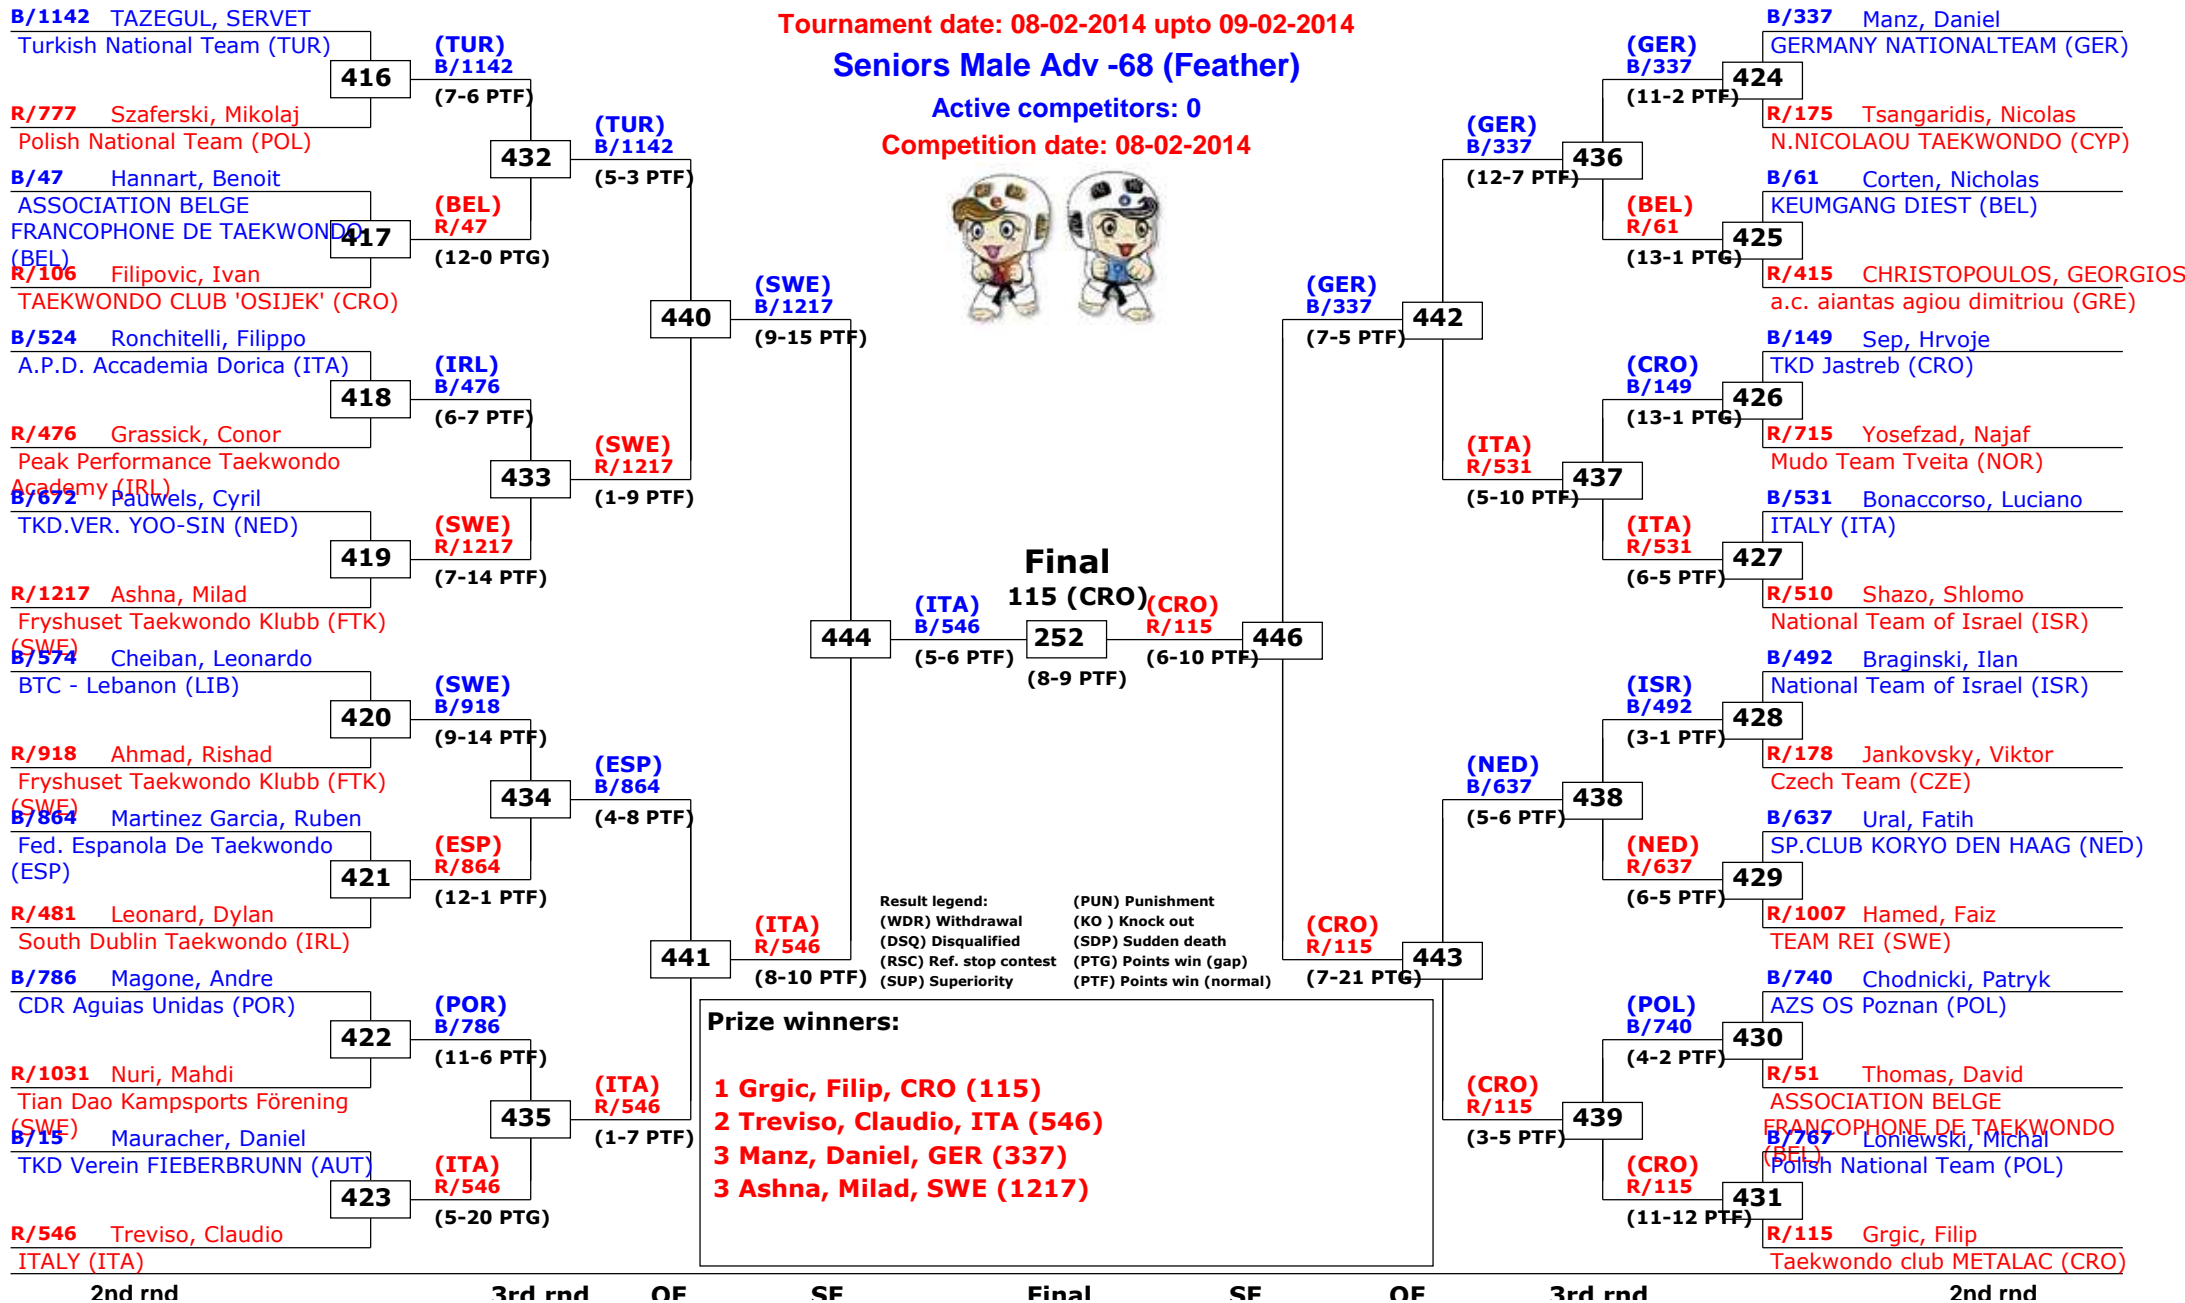 Tournament date: 08-02-2014 upto 09-02-2014
Seniors Male Adv -68 (Feather)
Active competitors: 0
Competition date: 08-02-2014
B/1142 TAZEGUL, SERVET
Turkish National Team (TUR)
416
R/777 Szaferski, Mikolaj
Polish National Team (POL)
B/47 Hannart, Benoit
ASSOCIATION BELGE
FRANCOPHONE DE TAEKWONDO
(BEL)
417
R/106 Filipovic, Ivan
TAEKWONDO CLUB 'OSIJEK' (CRO)
B/524 Ronchitelli, Filippo
A.P.D. Accademia Dorica (ITA)
418
R/476 Grassick, Conor
Peak Performance Taekwondo
Academy (IRL)
B/672 Pauwels, Cyril
TKD.VER. YOO-SIN (NED)
419
R/1217 Ashna, Milad
Fryshuset Taekwondo Klubb (FTK)
(SWE)
B/574 Cheiban, Leonardo
BTC - Lebanon (LIB)
420
R/918 Ahmad, Rishad
Fryshuset Taekwondo Klubb (FTK)
(SWE)
B/864 Martinez Garcia, Ruben
Fed. Espanola De Taekwondo
(ESP)
421
R/481 Leonard, Dylan
South Dublin Taekwondo (IRL)
B/786 Magone, Andre
CDR Aguias Unidas (POR)
422
R/1031 Nuri, Mahdi
Tian Dao Kampsports Förening
(SWE)
B/15 Mauracher, Daniel
TKD Verein FIEBERBRUNN (AUT)
423
R/546 Treviso, Claudio
ITALY (ITA)
(TUR)
B/1142
(7-6 PTF)
432
(BEL)
R/47
(12-0 PTG)
(IRL)
B/476
(6-7 PTF)
433
(SWE)
R/1217
(7-14 PTF)
(SWE)
B/918
(9-14 PTF)
434
(ESP)
R/864
(12-1 PTF)
(POR)
B/786
(11-6 PTF)
435
(ITA)
R/546
(5-20 PTG)
(TUR)
B/1142
(5-3 PTF)
440
(SWE)
R/1217
(1-9 PTF)
(ESP)
B/864
(4-8 PTF)
441
(ITA)
R/546
(1-7 PTF)
(SWE)
B/1217
(9-15 PTF)
444
(ITA)
R/546
(8-10 PTF)
(ITA)
B/546
(5-6 PTF)
Final
115 (CRO)
252
(8-9 PTF)
(CRO)
R/115
(6-10 PTF)
446
(GER)
B/337
(7-5 PTF)
442
(CRO)
R/115
(7-21 PTG)
443
(GER)
B/337
(12-7 PTF)
436
(ITA)
R/531
(5-10 PTF)
437
(NED)
B/637
(5-6 PTF)
438
(CRO)
R/115
(3-5 PTF)
439
(GER)
B/337
(11-2 PTF)
(BEL)
R/61
(13-1 PTG)
(CRO)
B/149
(13-1 PTG)
(ITA)
R/531
(6-5 PTF)
(ISR)
B/492
(3-1 PTF)
(NED)
R/637
(6-5 PTF)
(POL)
B/740
(4-2 PTF)
(CRO)
R/115
(11-12 PTF)
B/337 Manz, Daniel
GERMANY NATIONALTEAM (GER)
424
R/175 Tsangaridis, Nicolas
N.NICOLAOU TAEKWONDO (CYP)
B/61 Corten, Nicholas
KEUMGANG DIEST (BEL)
425
R/415 CHRISTOPOULOS, GEORGIOS
a.c. aiantas agiou dimitriou (GRE)
B/149 Sep, Hrvoje
TKD Jastreb (CRO)
426
R/715 Yosefzad, Najaf
Mudo Team Tveita (NOR)
B/531 Bonaccorso, Luciano
ITALY (ITA)
427
R/510 Shazo, Shlomo
National Team of Israel (ISR)
B/492 Braginski, Ilan
National Team of Israel (ISR)
428
R/178 Jankovsky, Viktor
Czech Team (CZE)
B/637 Ural, Fatih
SP.CLUB KORYO DEN HAAG (NED)
429
R/1007 Hamed, Faiz
TEAM REI (SWE)
B/740 Chodnicki, Patryk
AZS OS Poznan (POL)
430
R/51 Thomas, David
ASSOCIATION BELGE
FRANCOPHONE DE TAEKWONDO
(BEL)
B/767 Loniewski, Michal
Polish National Team (POL)
431
R/115 Grgic, Filip
Taekwondo club METALAC (CRO)
Result legend: (PUN) Punishment
(WDR) Withdrawal (KO ) Knock out
(DSQ) Disqualified (SDP) Sudden death
(RSC) Ref. stop contest (PTG) Points win (gap)
(SUP) Superiority (PTF) Points win (normal)
Prize winners:
1 Grgic, Filip, CRO (115)
2 Treviso, Claudio, ITA (546)
3 Manz, Daniel, GER (337)
3 Ashna, Milad, SWE (1217)
2nd rnd 3rd rnd QF SF Final SF QF 3rd rnd 2nd rnd